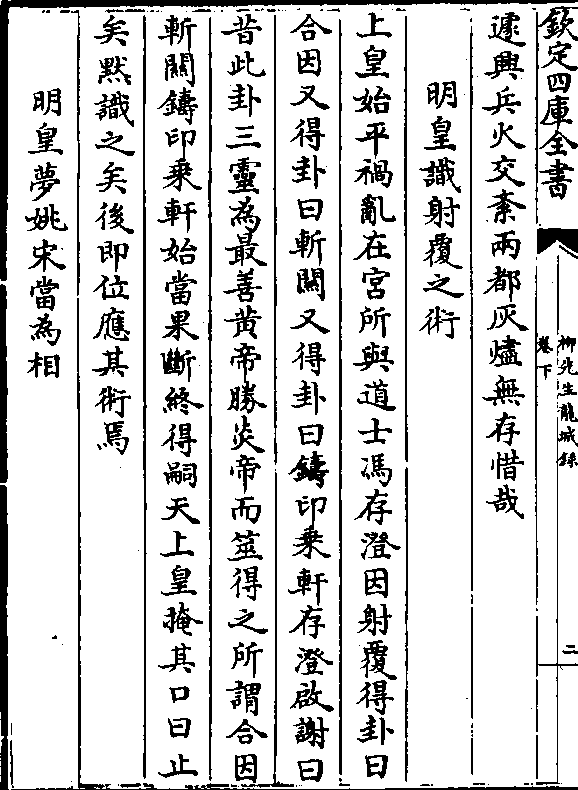 欽定四庫全書
柳先生龍城錄
卷下
二
遽興兵火交紊兩都灰燼無存惜哉
明皇識射覆之術
上皇始平禍亂在宮所與道士馮存澄因射覆得卦曰
合因又得卦曰斬關又得卦曰鑄印乗軒存澄啟謝曰
昔此卦三靈為最善黄帝勝炎帝而筮得之所謂合因
斬關鑄印乗軒始當果斷終得嗣天上皇掩其口曰止
矣黙識之矣後即位應其術焉
明皇夢姚宋當為相